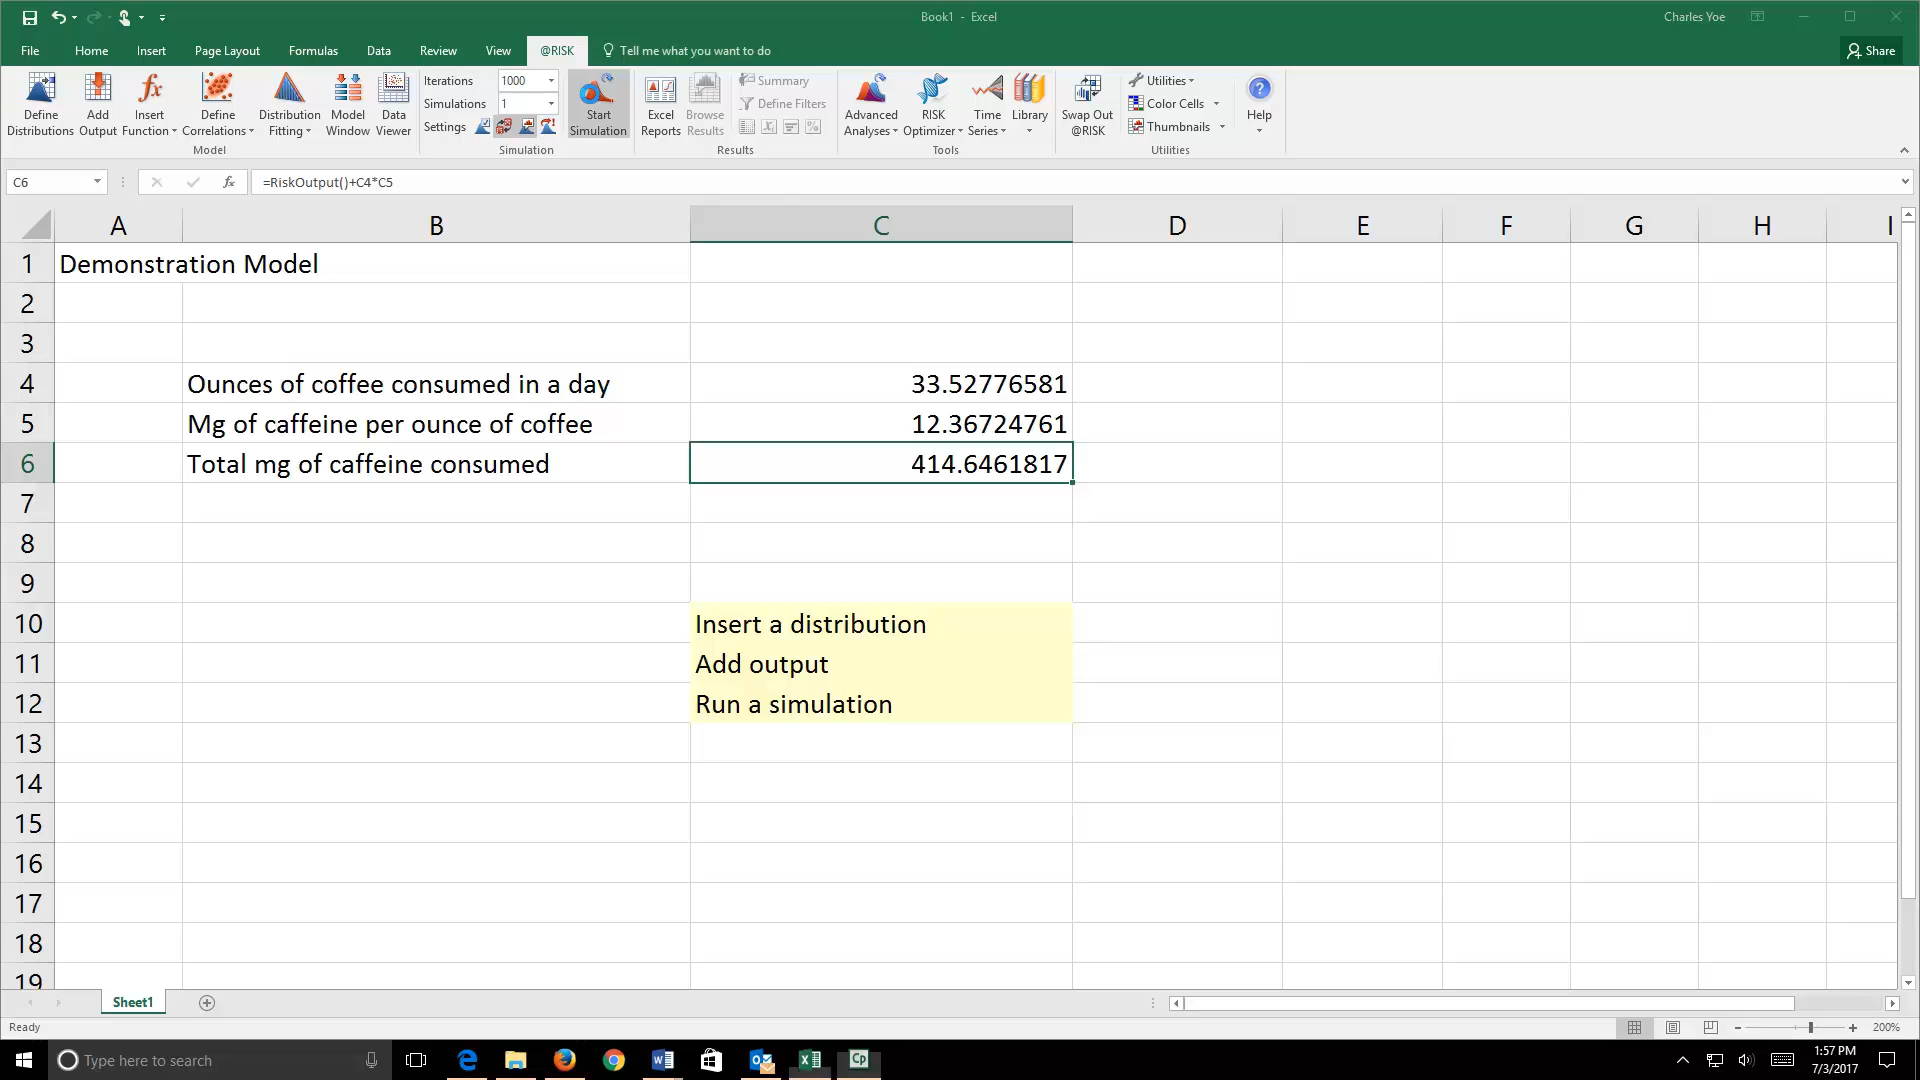 Book1 - Excel
Charles Yoe
File Home Insert Page Layout Formulas Data Review View @RISK Tell me what you want to do
Share
Define Distributions
Add Output
Insert Function
Define Correlations
Distribution Fitting
Model Window
Data Viewer
Model
Iterations 1000
Simulations 1
Settings
Start Simulation
Simulation
Excel Reports
Browse Results
Summary
Define Filters
Results
Advanced Analyses
RISK Optimizer
Time Series
Library
Tools
Swap Out @RISK
Utilities
Color Cells
Thumbnails
Utilities
Help
C6
fx
=RiskOutput()+C4*C5
A B C D E F G H I
1 Demonstration Model
2
3
4 Ounces of coffee consumed in a day 33.52776581
5 Mg of caffeine per ounce of coffee 12.36724761
6 Total mg of caffeine consumed 414.6461817
7
8
9
10 Insert a distribution
11 Add output
12 Run a simulation
13
14
15
16
17
18
19
Sheet1
Ready
200%
Type here to search
1:57 PM
7/3/2017